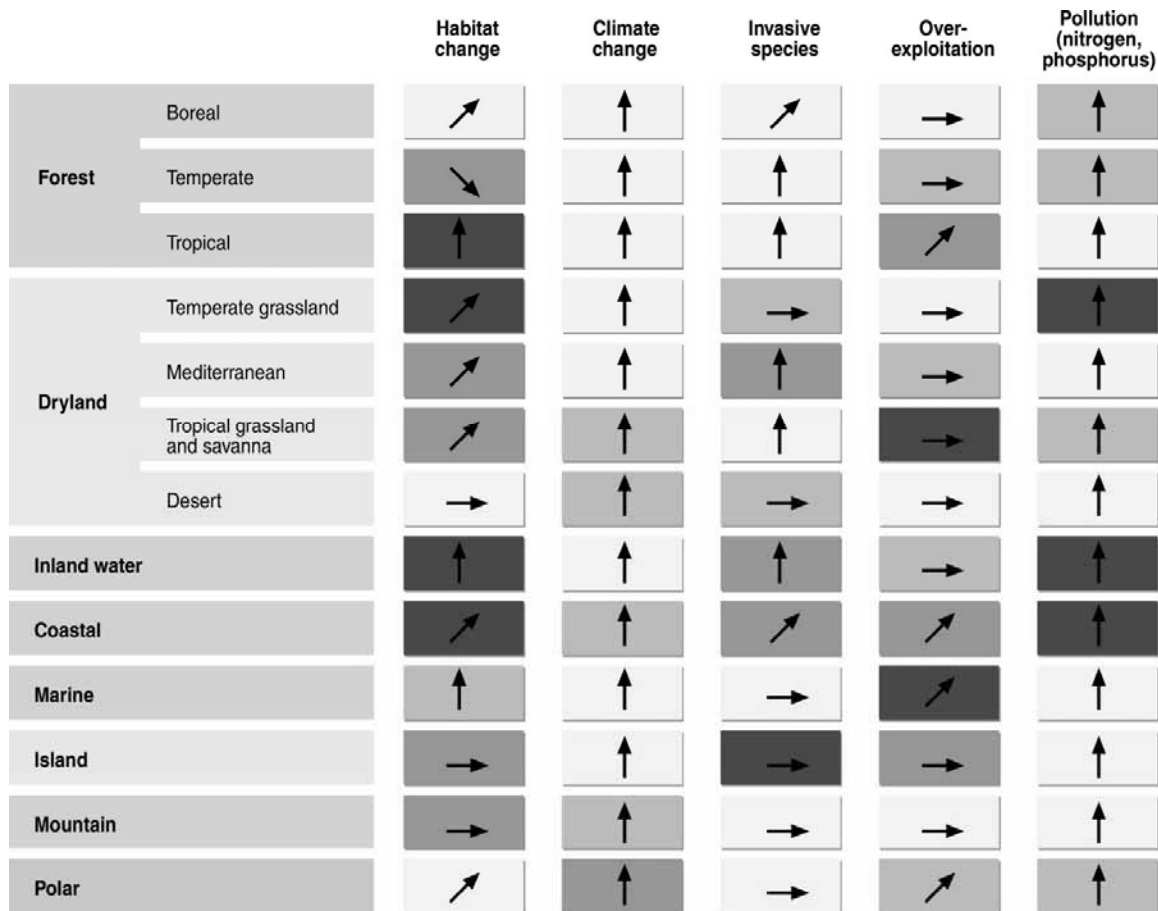 Habitat
change
Climate
change
Invasive
species
Over-
exploitation
Pollution
(nitrogen,
phosphorus)
Forest
Boreal
Temperate
Tropical
Dryland
Temperate grassland
Mediterranean
Tropical grassland
and savanna
Desert
Inland water
Coastal
Marine
Island
Mountain
Polar